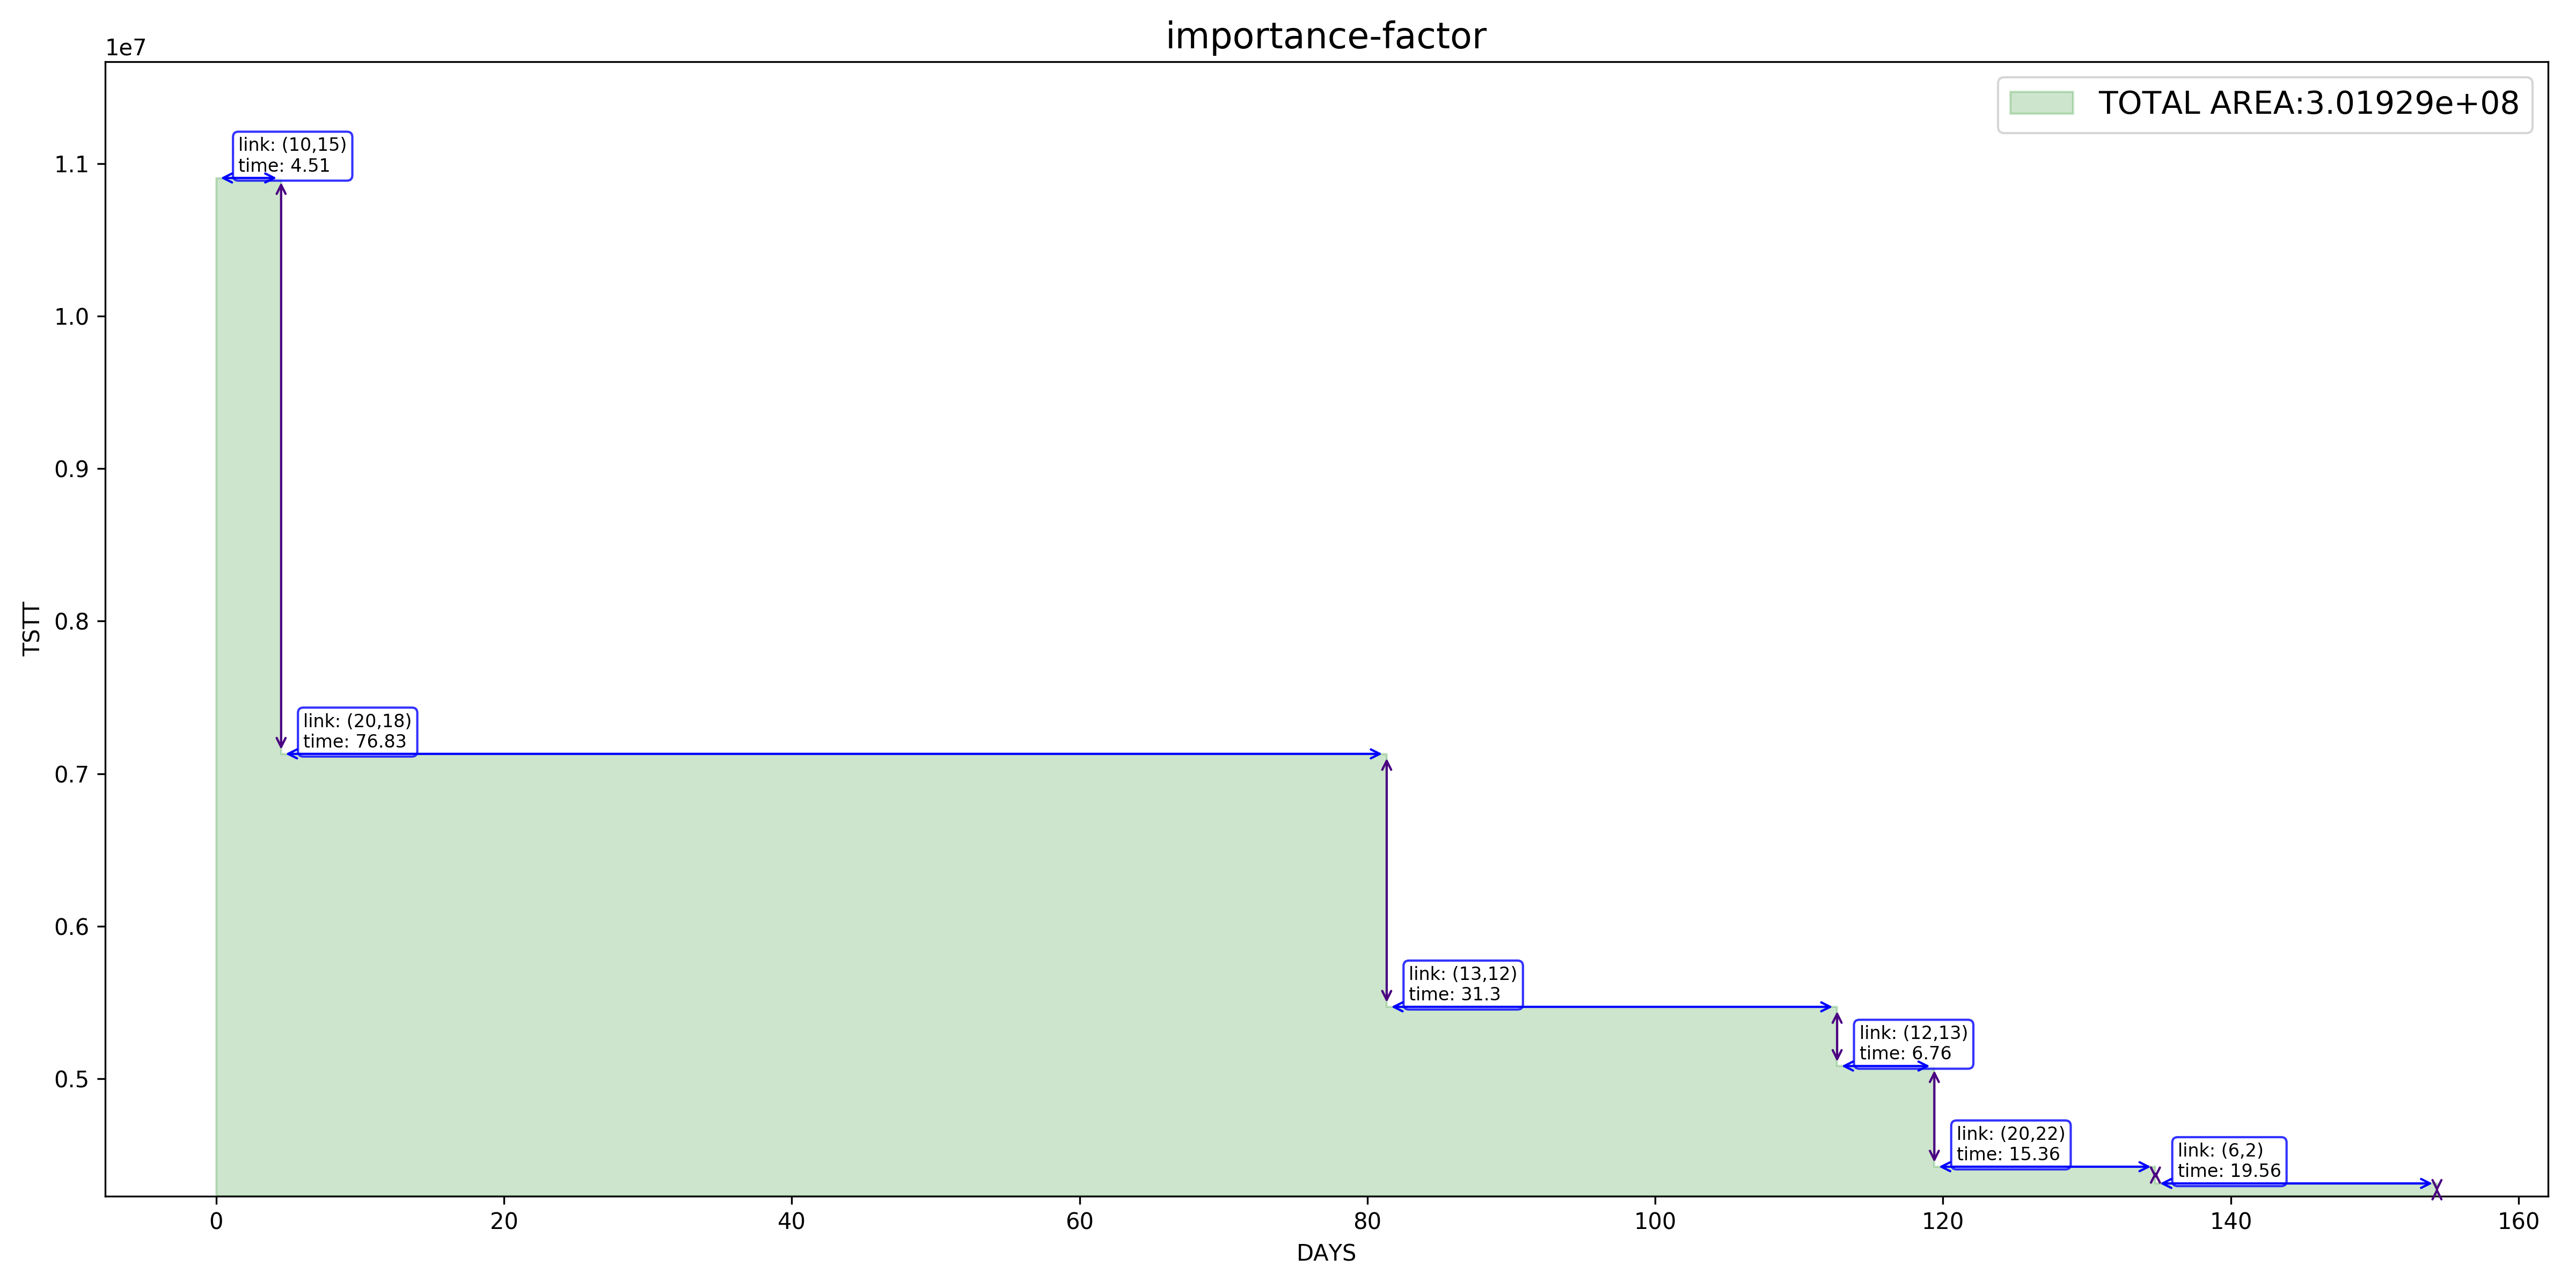 importance-factor
1e7
TOTAL AREA:3.01929e+08
link: (10,15)
time: 4.51
1.1
1.0
0.9
0.8
TSTT
link: (20,18)
time: 76.83
0.7
link: (13,12)
time: 31.3
0.6
link: (12,13)
time: 6.76
0.5
link: (20,22)
time: 15.36
link: (6,2)
time: 19.56
0 20 40 60 80 100 120 140 160
DAYS